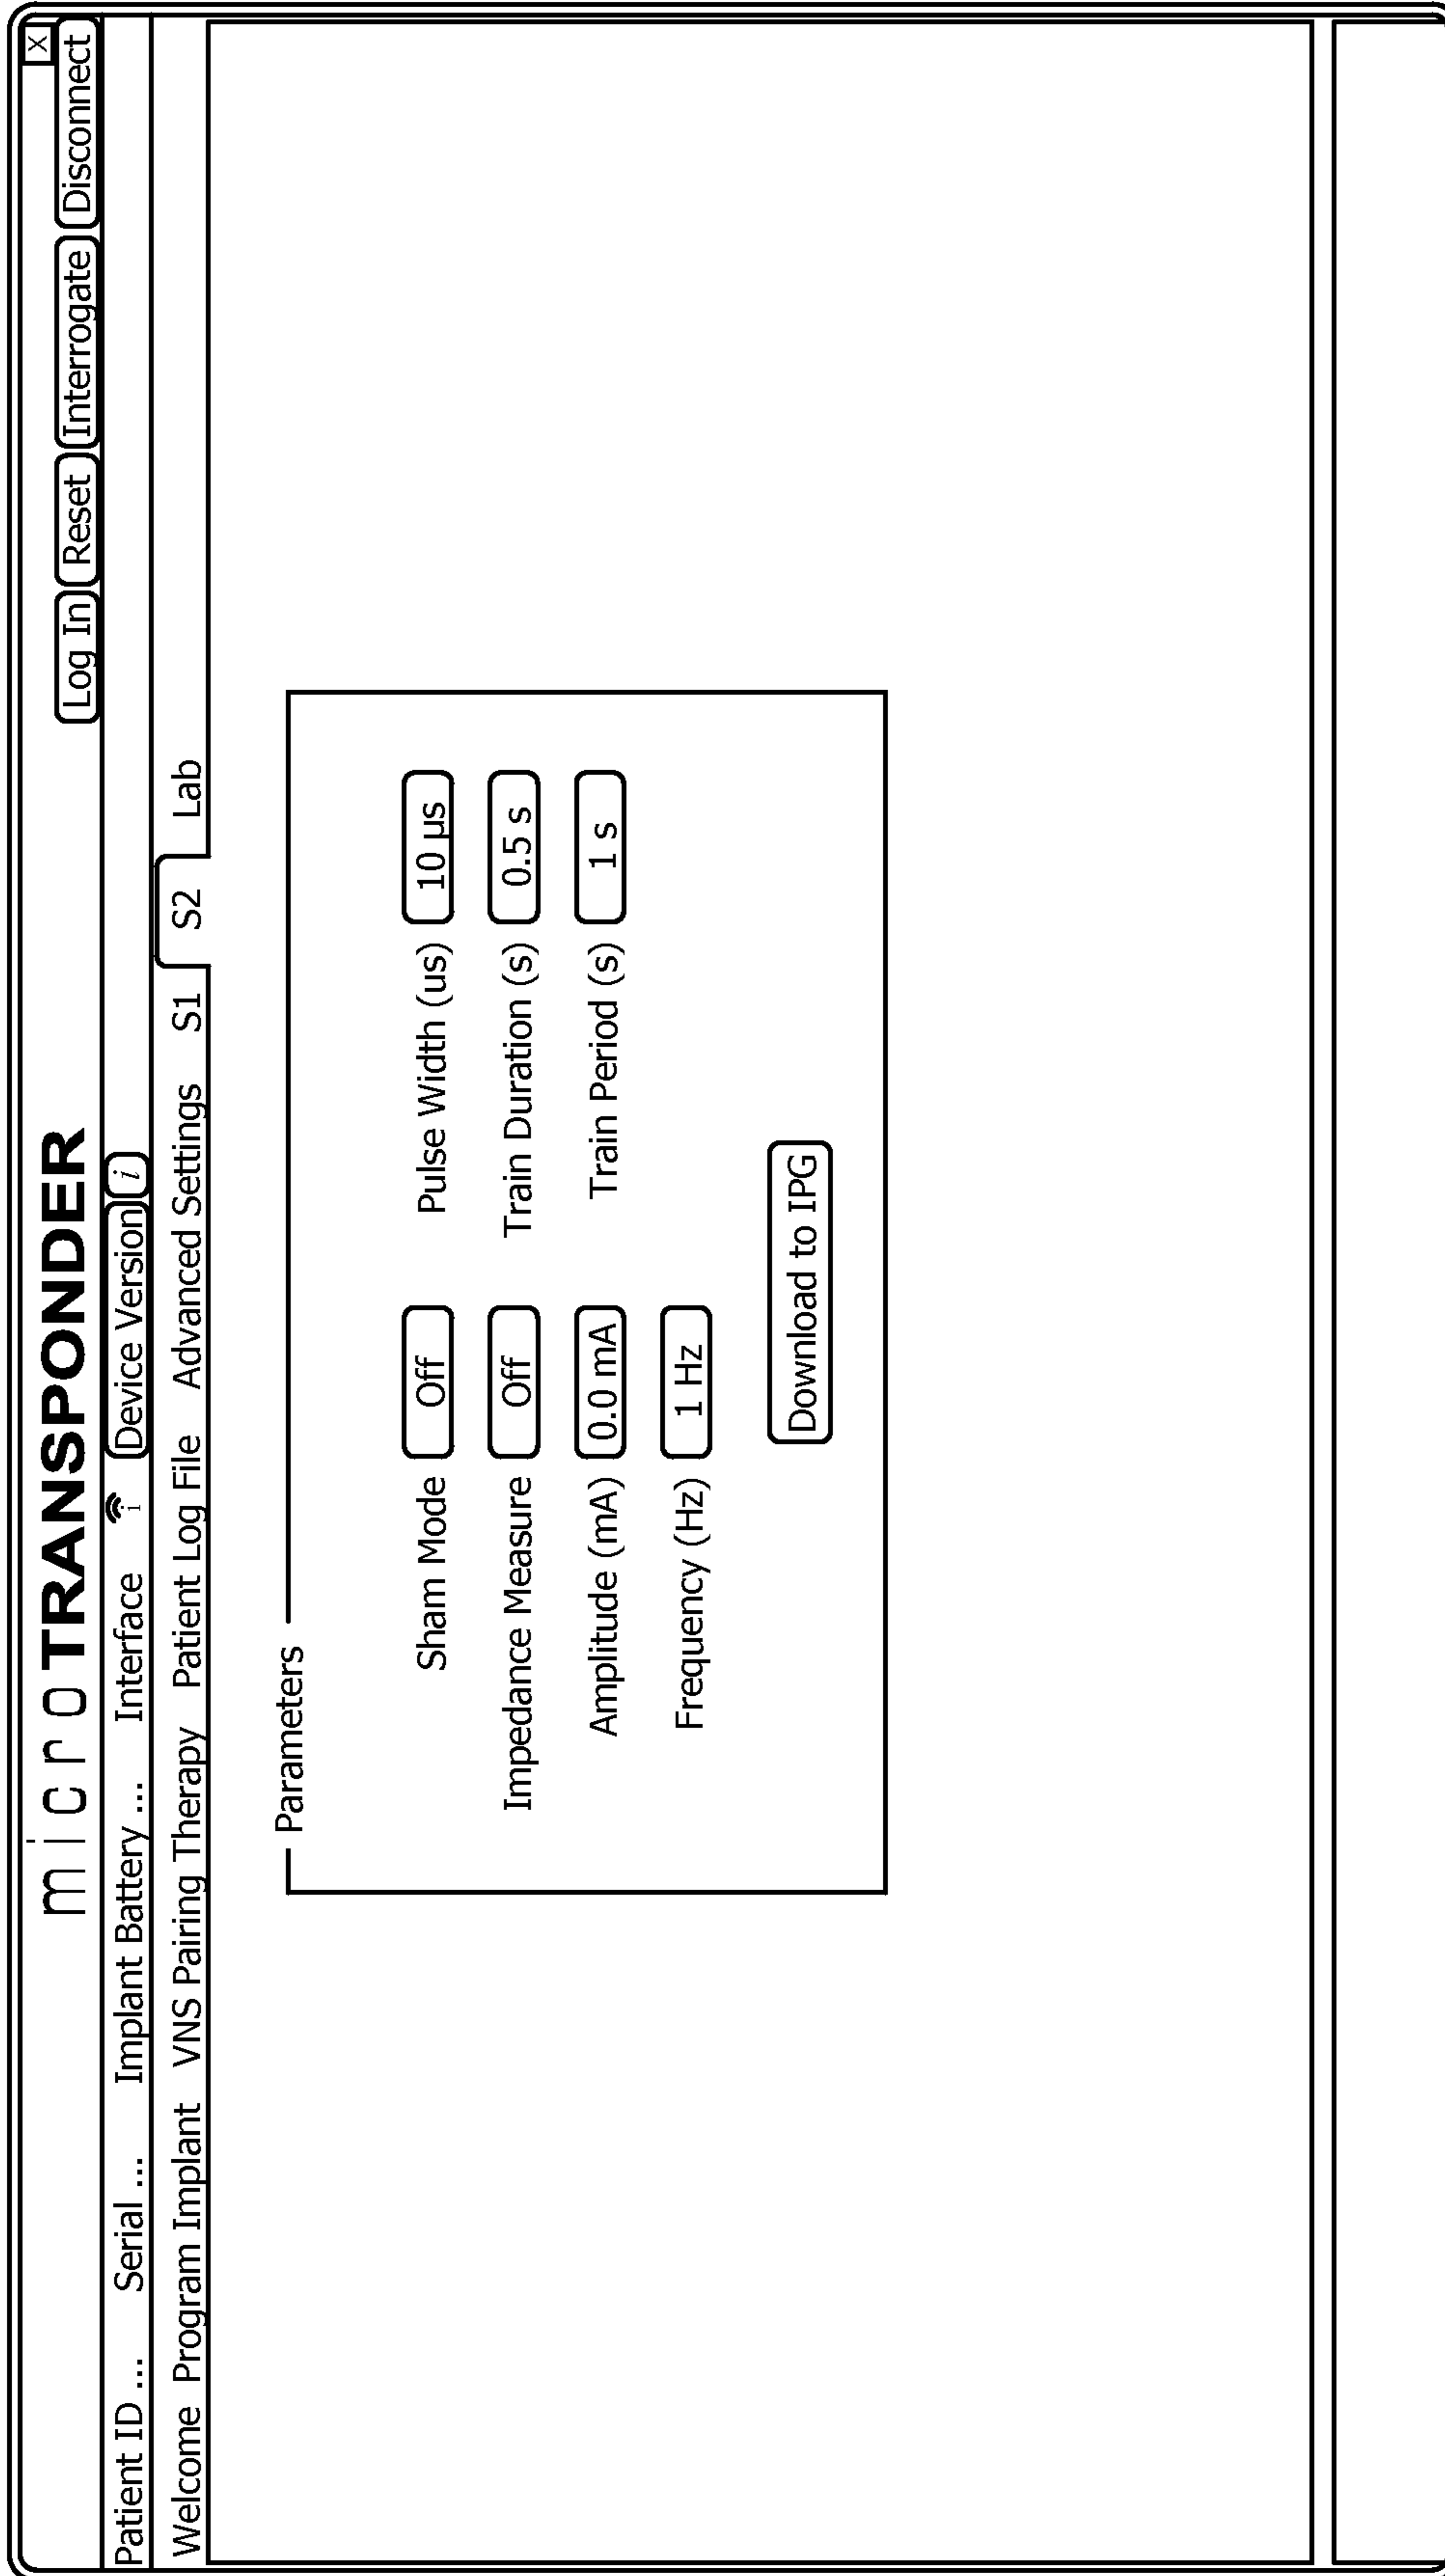 X
microTRANSPONDER
Log In Reset Interrogate Disconnect
Patient ID ... Serial ... Implant Battery ... Interface Device Version i
Welcome Program Implant VNS Pairing Therapy Patient Log File Advanced Settings S1 S2 Lab
Parameters
Sham Mode Off Pulse Width (us) 10 µs
Impedance Measure Off Train Duration (s) 0.5 s
Amplitude (mA) 0.0 mA Train Period (s) 1 s
Frequency (Hz) 1 Hz
Download to IPG